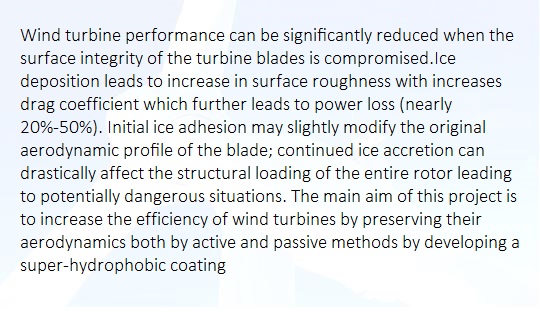 Wind turbine performance can be significantly reduced when the
surface integrity of the turbine blades is compromised.Ice
deposition leads to increase in surface roughness with increases
drag coefficient which further leads to power loss (nearly
20%-50%). Initial ice adhesion may slightly modify the original
aerodynamic profile of the blade; continued ice accretion can
drastically affect the structural loading of the entire rotor leading
to potentially dangerous situations. The main aim of this project is
to increase the efficiency of wind turbines by preserving their
aerodynamics both by active and passive methods by developing a
super-hydrophobic coating